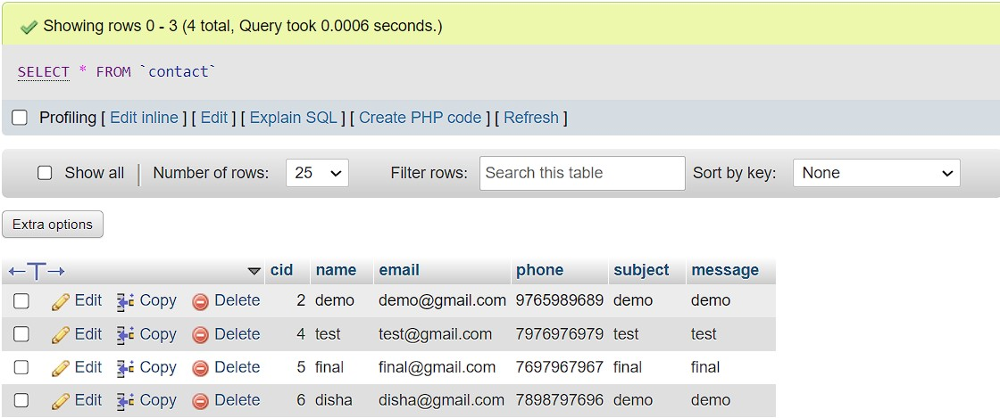 Showing rows 0 - 3 (4 total, Query took 0.0006 seconds.)
SELECT * FROM `contact`
Profiling [ Edit inline ] [ Edit ] [ Explain SQL ] [ Create PHP code ] [ Refresh ]
Show all | Number of rows: 25 Filter rows: Search this table Sort by key: None
Extra options
←T→ cid name email phone subject message
Edit Copy Delete 2 demo demo@gmail.com 9765989689 demo demo
Edit Copy Delete 4 test test@gmail.com 7976976979 test test
Edit Copy Delete 5 final final@gmail.com 7697967967 final final
Edit Copy Delete 6 disha disha@gmail.com 7898797696 demo demo